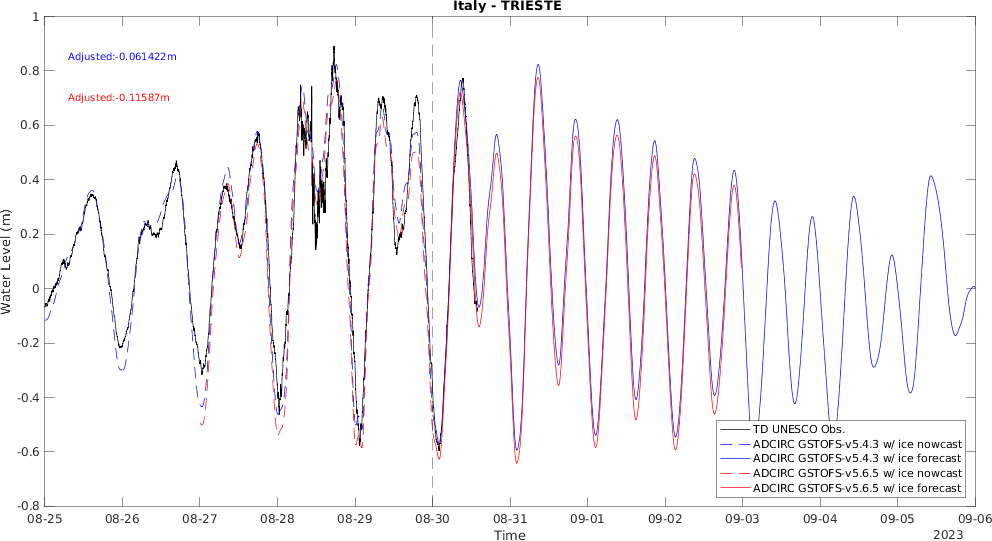 Italy - TRIESTE
1
0.8
0.6
0.4
0.2
0
-0.2
-0.4
-0.6
-0.8
Water Level (m)
Adjusted:-0.061422m
Adjusted:-0.11587m
TD UNESCO Obs.
ADCIRC GSTOFS-v5.4.3 w/ ice nowcast
ADCIRC GSTOFS-v5.4.3 w/ ice forecast
ADCIRC GSTOFS-v5.6.5 w/ ice nowcast
ADCIRC GSTOFS-v5.6.5 w/ ice forecast
08-25 08-26 08-27 08-28 08-29 08-30 08-31 09-01 09-02 09-03 09-04 09-05 09-06
Time
2023